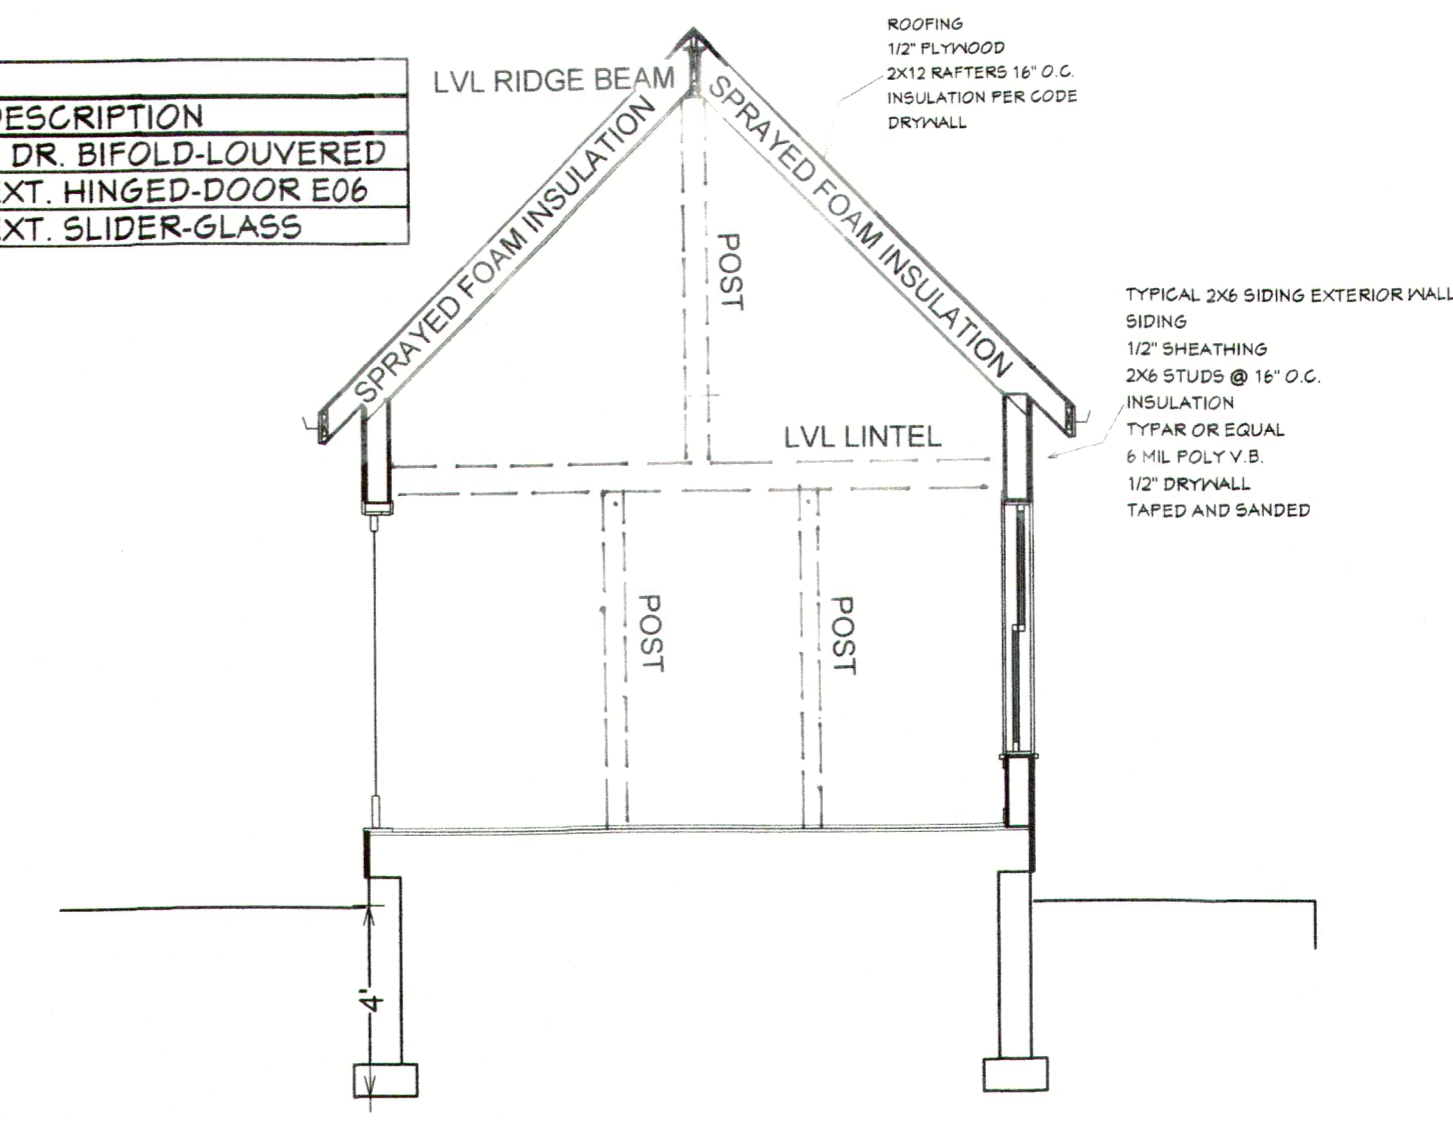 ROOFING
1/2" PLYWOOD
2X12 RAFTERS 16" O.C.
INSULATION PER CODE
DRYWALL
LVL RIDGE BEAM
DESCRIPTION
DR. BIFOLD-LOUVERED
EXT. HINGED-DOOR E06
EXT. SLIDER-GLASS
SPRAYED FOAM INSULATION
SPRAYED FOAM INSULATION
POST
TYPICAL 2X6 SIDING EXTERIOR WALL
SIDING
1/2" SHEATHING
2X6 STUDS @ 16" O.C.
INSULATION
TYPAR OR EQUAL
6 MIL POLY V.B.
1/2" DRYWALL
TAPED AND SANDED
LVL LINTEL
POST
POST
4'